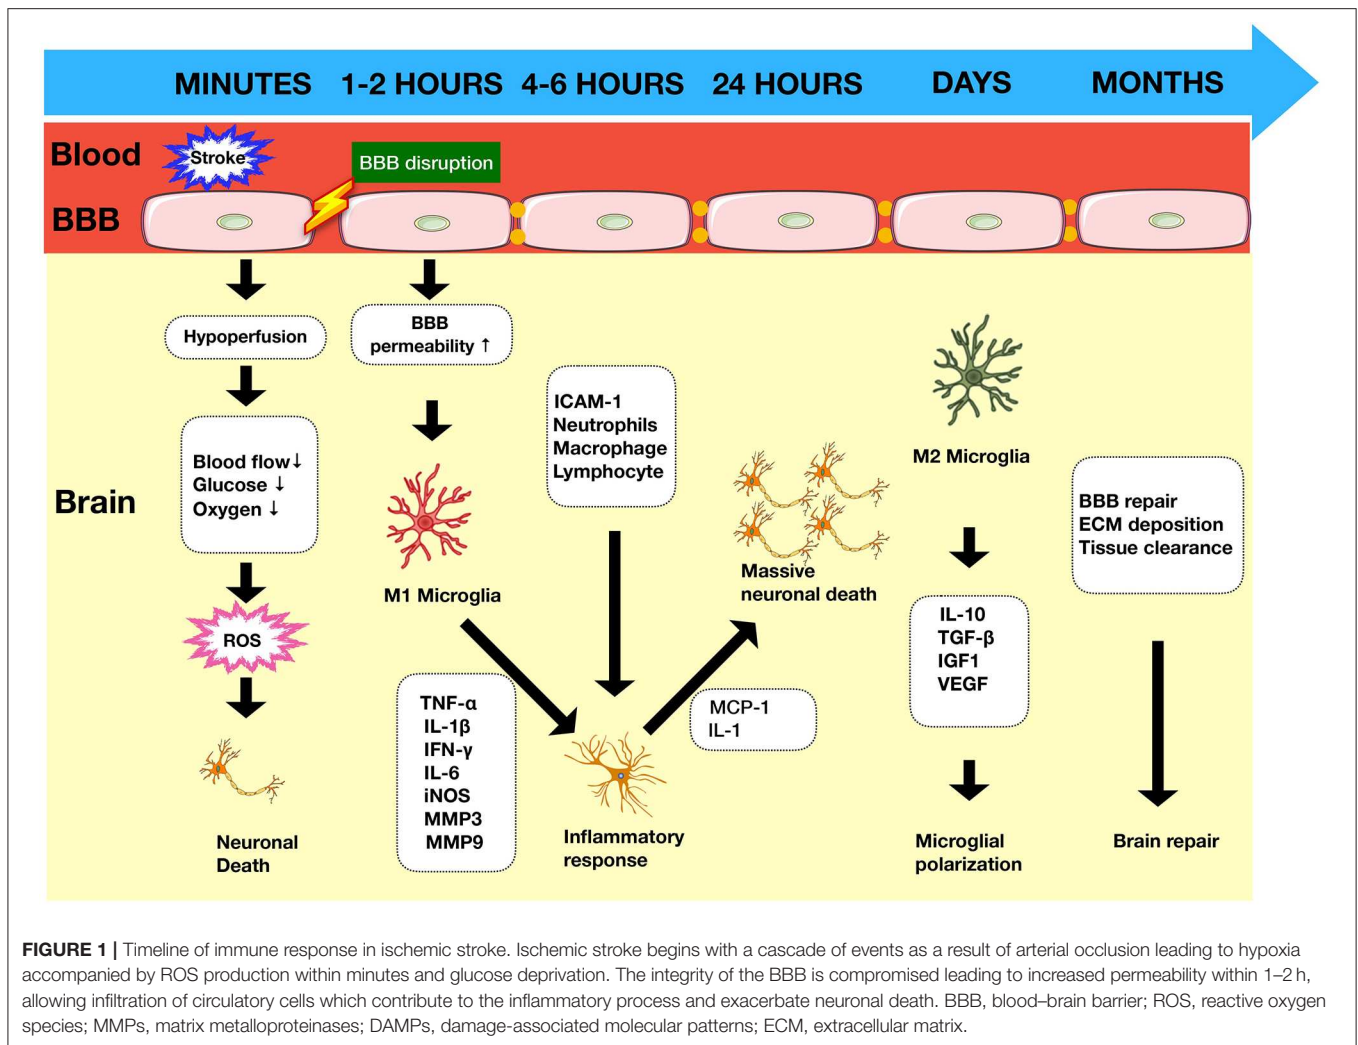 MINUTES 1-2 HOURS 4-6 HOURS 24 HOURS DAYS MONTHS
Blood
Stroke
BBB disruption
BBB
Brain
Hypoperfusion
Blood flow↓
Glucose ↓
Oxygen ↓
ROS
Neuronal
Death
BBB
permeability ↑
M1 Microglia
TNF-α
IL-1β
IFN-γ
IL-6
iNOS
MMP3
MMP9
ICAM-1
Neutrophils
Macrophage
Lymphocyte
Inflammatory
response
MCP-1
IL-1
Massive
neuronal death
M2 Microglia
IL-10
TGF-β
IGF1
VEGF
Microglial
polarization
BBB repair
ECM deposition
Tissue clearance
Brain repair
FIGURE 1 | Timeline of immune response in ischemic stroke. Ischemic stroke begins with a cascade of events as a result of arterial occlusion leading to hypoxia
accompanied by ROS production within minutes and glucose deprivation. The integrity of the BBB is compromised leading to increased permeability within 1–2 h,
allowing infiltration of circulatory cells which contribute to the inflammatory process and exacerbate neuronal death. BBB, blood–brain barrier; ROS, reactive oxygen
species; MMPs, matrix metalloproteinases; DAMPs, damage-associated molecular patterns; ECM, extracellular matrix.